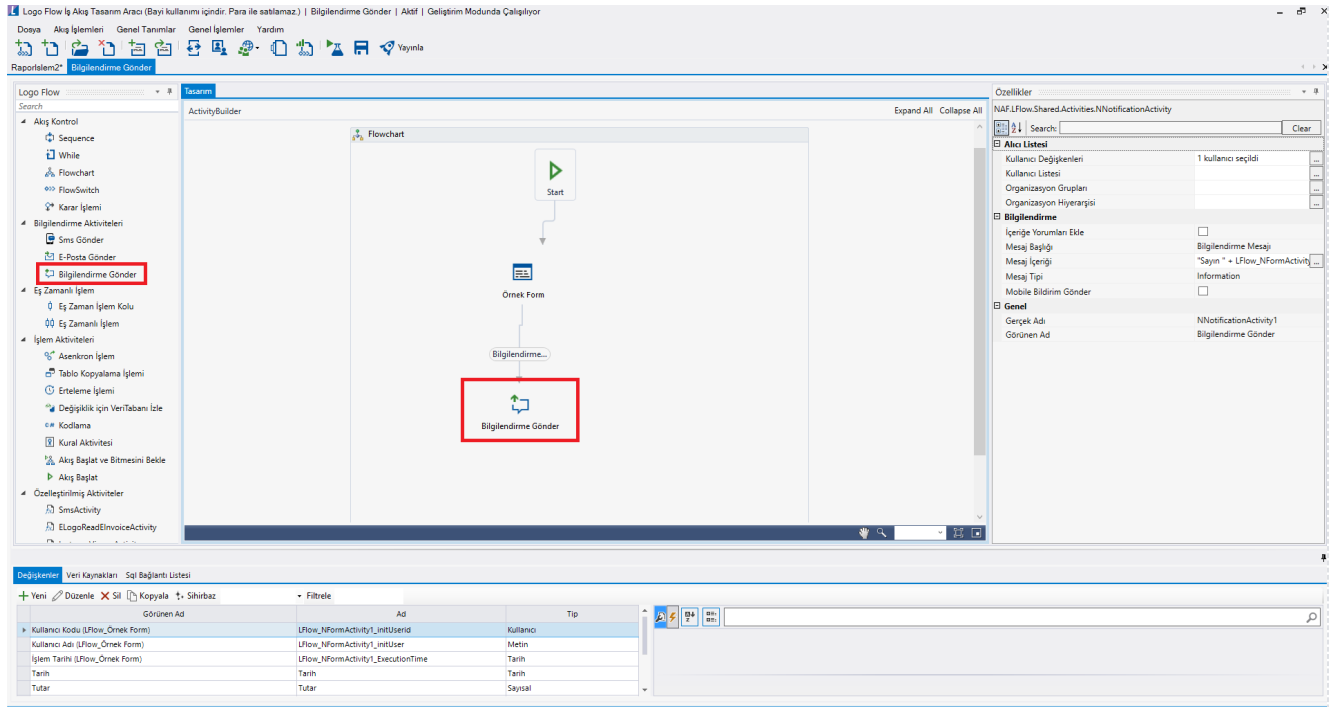 Logo Flow İş Akış Tasarım Aracı (Bayi kullanımı içindir. Para ile satılamaz.) | Bilgilendirme Gönder | Aktif | Geliştirim Modunda Çalışılıyor
Dosya Akış İşlemleri Genel Tanımlar Genel İşlemler Yardım
Yayınla
RaporIslem2* Bilgilendirme Gönder
Logo Flow
Search
Akış Kontrol
Sequence
While
Flowchart
FlowSwitch
Karar İşlemi
Bilgilendirme Aktiviteleri
Sms Gönder
E-Posta Gönder
Bilgilendirme Gönder
Eş Zamanlı İşlem
Eş Zaman İşlem Kolu
Eş Zamanlı İşlem
İşlem Aktiviteleri
Asenkron İşlem
Tablo Kopyalama İşlemi
Erteleme İşlemi
Değişiklik için VeriTabanı İzle
Kodlama
Kural Aktivitesi
Akış Başlat ve Bitmesini Bekle
Akış Başlat
Özelleştirilmiş Aktiviteler
SmsActivity
ELogoReadEInvoiceActivity
Tasarım
ActivityBuilder Expand All Collapse All
Flowchart
Start
Örnek Form
Bilgilendirme...
Bilgilendirme Gönder
Özellikler
NAF.LFlow.Shared.Activities.NNotificationActivity
Search: Clear
Alıcı Listesi
Kullanıcı Değişkenleri 1 kullanıcı seçildi ...
Kullanıcı Listesi ...
Organizasyon Grupları ...
Organizasyon Hiyerarşisi ...
Bilgilendirme
İçeriğe Yorumları Ekle
Mesaj Başlığı Bilgilendirme Mesajı
Mesaj İçeriği "Sayın " + LFlow_NFormActivity ...
Mesaj Tipi Information
Mobile Bildirim Gönder
Genel
Gerçek Adı NNotificationActivity1
Görünen Ad Bilgilendirme Gönder
Değişkenler Veri Kaynakları Sql Bağlantı Listesi
Yeni Düzenle Sil Kopyala Sihirbaz Filtrele
Görünen Ad Ad Tip
Kullanıcı Kodu (LFlow_Örnek Form) LFlow_NFormActivity1_initUserid Kullanıcı
Kullanıcı Adı (LFlow_Örnek Form) LFlow_NFormActivity1_initUser Metin
İşlem Tarihi (LFlow_Örnek Form) LFlow_NFormActivity1_ExecutionTime Tarih
Tarih Tarih Tarih
Tutar Tutar Sayısal